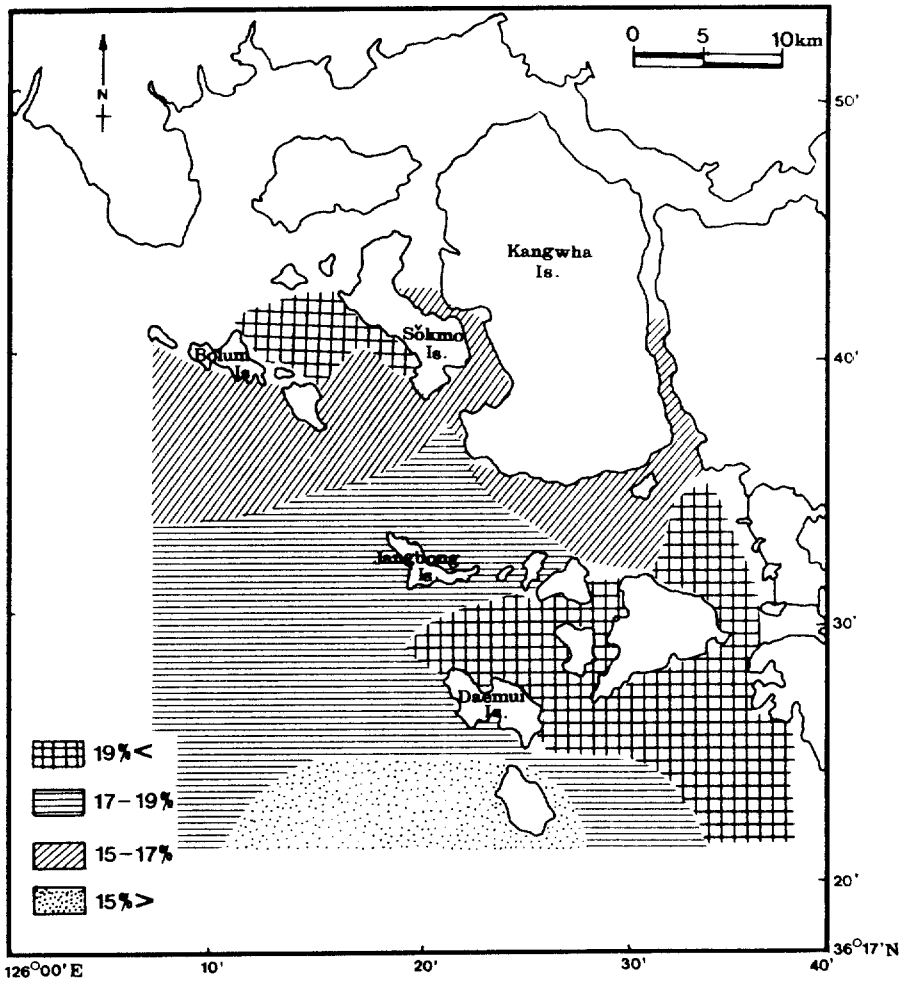 0 5 10km
N
50'
Kangwha
Is.
Sŏkmo
Is.
Bolum
Is
40'
Jangbong
Is
30'
Daemui
Is.
19%<
17-19%
15-17%
15%>
20'
36°17'N
126°00'E 10' 20' 30' 40'